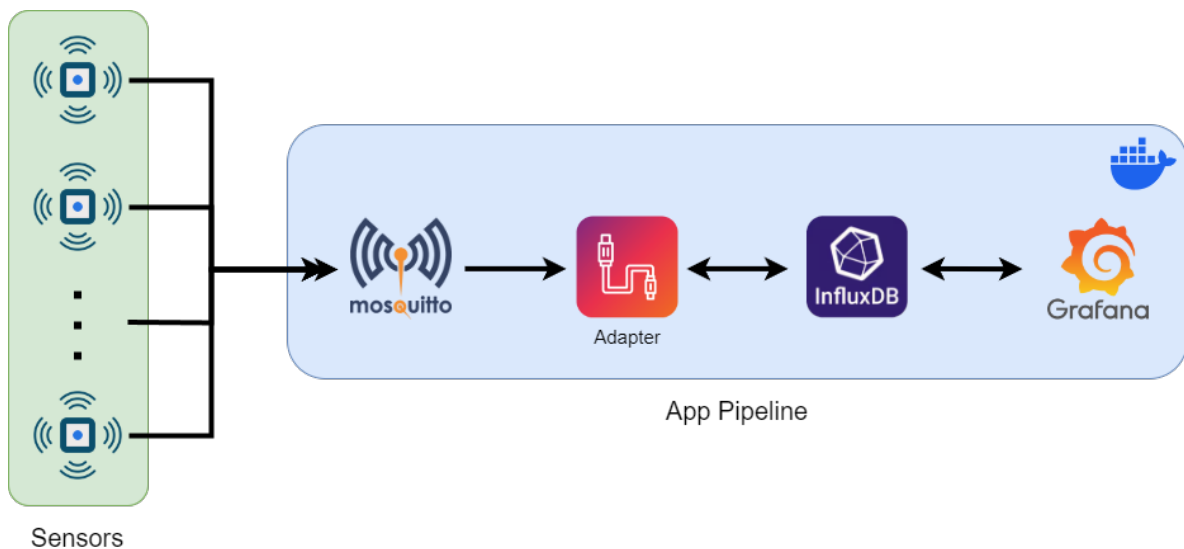 mosquitto
Adapter
InfluxDB
Grafana
App Pipeline
Sensors